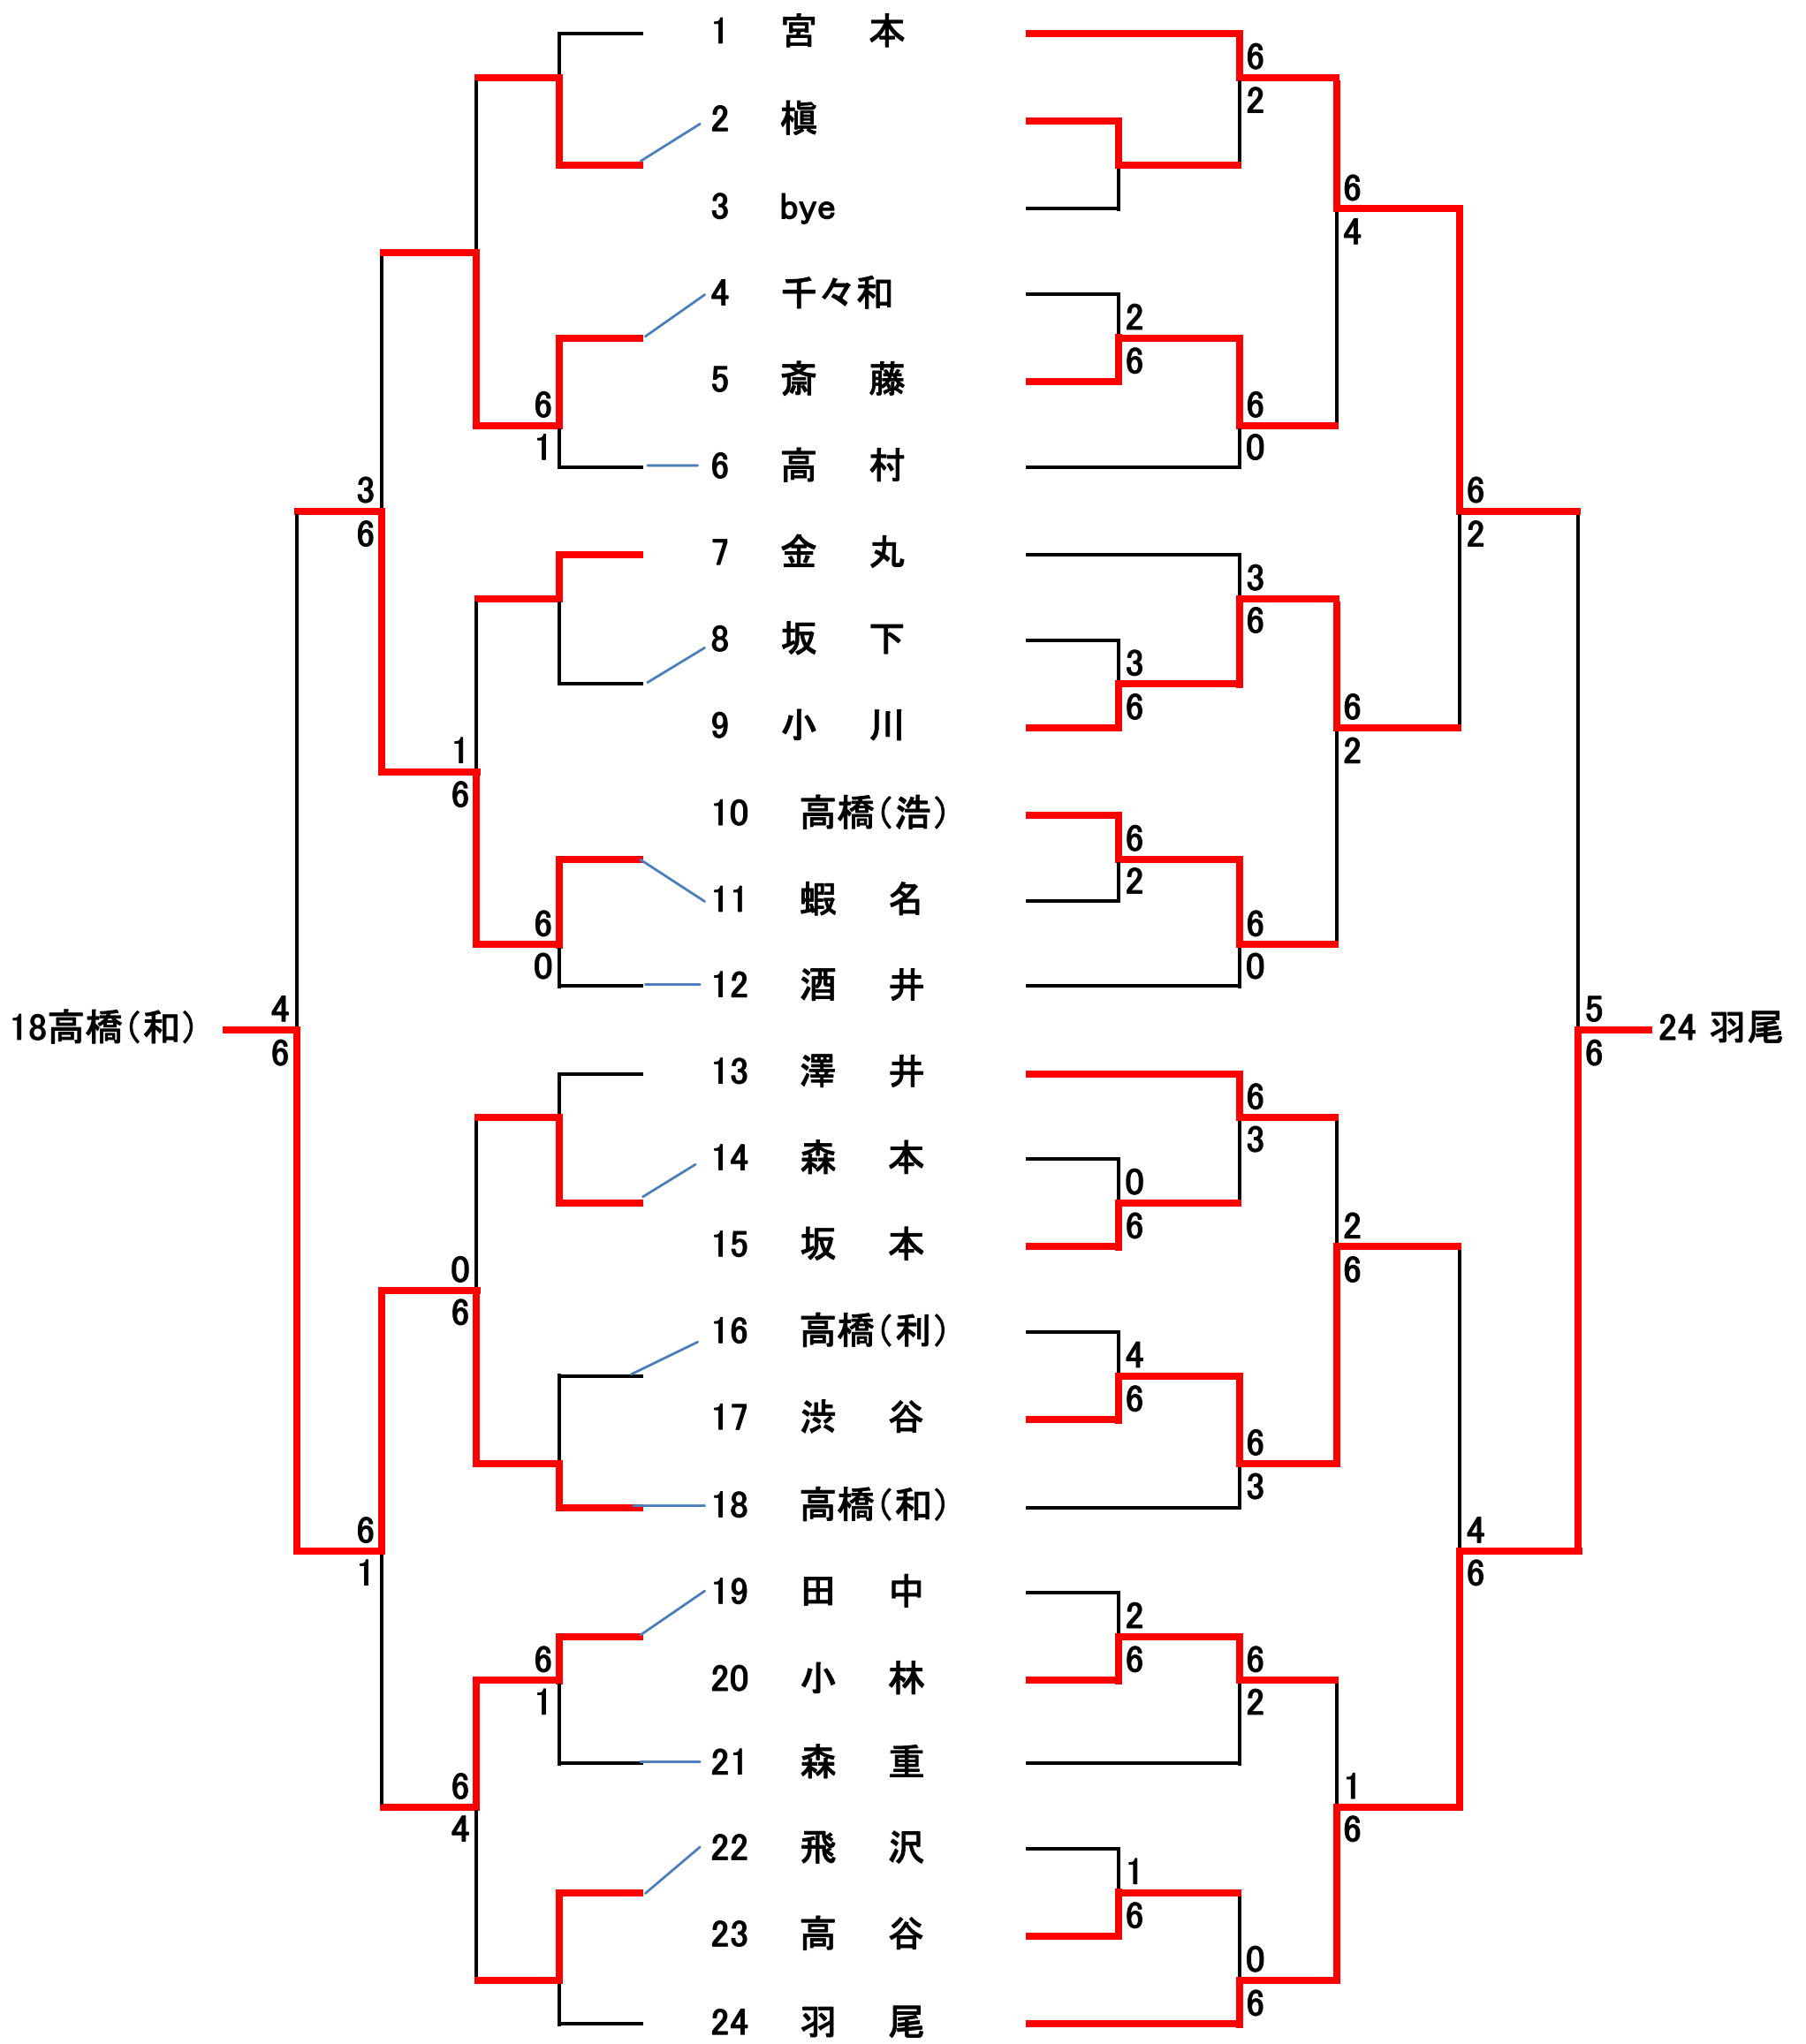 1 宮 本
6
2
2 槇
3 bye
6
4
4 千々和
2
6
5 斎 藤
6
1
6
0
6 高 村
3
6
6
2
7 金 丸
3
6
8 坂 下
3
6
9 小 川
6
2
1
6
10 高橋(浩)
6
2
11 蝦 名
6
0
6
0
12 酒 井
18高橋(和)
4
6
5
6
24 羽尾
13 澤 井
6
3
14 森 本
0
6
15 坂 本
2
6
0
6
16 高橋(利)
4
6
17 渋 谷
6
3
18 高橋(和)
6
1
4
6
19 田 中
2
6
20 小 林
6
1
6
2
21 森 重
6
4
1
6
22 飛 沢
1
6
23 高 谷
0
6
24 羽 尾